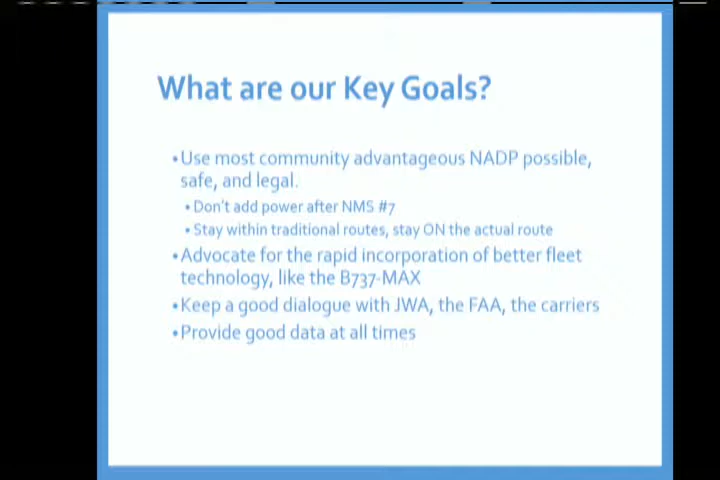 What are our Key Goals?
•Use most community advantageous NADP possible,
safe, and legal.
• Don't add power after NMS #7
• Stay within traditional routes, stay ON the actual route
•Advocate for the rapid incorporation of better fleet
technology, like the B737-MAX
•Keep a good dialogue with JWA, the FAA, the carriers
•Provide good data at all times